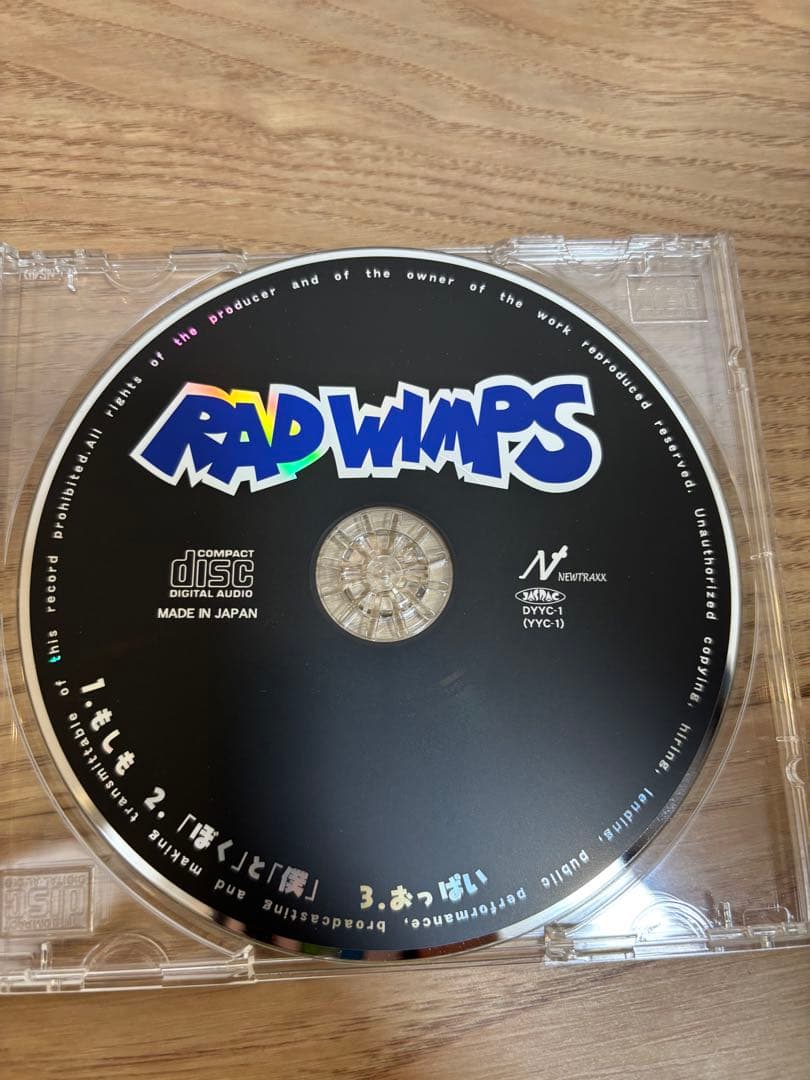 All rights of the producer and of the owner of the work reproduced reserved. Unauthorized copying, hiring, lending, public performance, broadcasting and making transmittable of this record prohibited.
RADWIMPS
COMPACT
disc
DIGITAL AUDIO
MADE IN JAPAN
N
NEWTRAXX
JASRAC
DYYC-1
(YYC-1)
1.もしも 2.「ぼく」と「僕」 3.おっぱい